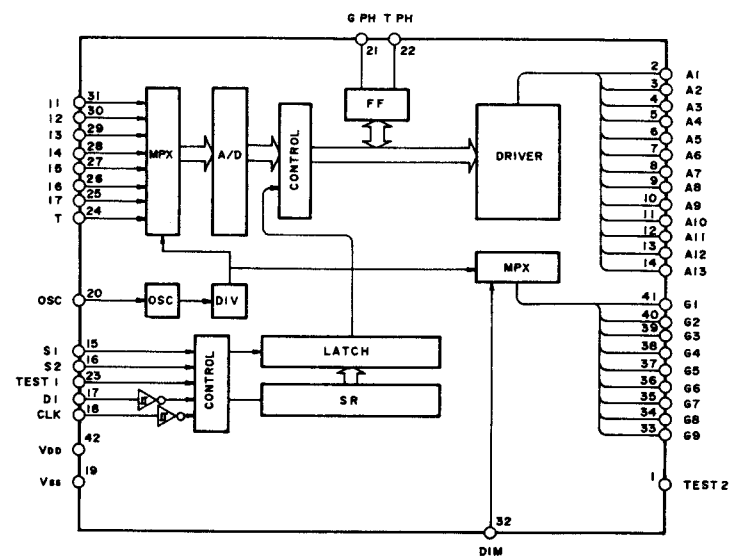 G PH T PH
21 22
I1 31
I2 30
I3 29
I4 28
I5 27
I6 26
I7 25
T 24
MPX
A/D
CONTROL
FF
DRIVER
2 A1
3 A2
4 A3
5 A4
6 A5
7 A6
8 A7
9 A8
10 A9
11 A10
12 A11
13 A12
14 A13
OSC 20
OSC
DIV
MPX
41 G1
40 G2
39 G3
38 G4
37 G5
36 G6
35 G7
34 G8
33 G9
S1 15
S2 16
TEST 1 23
DI 17
CLK 18
CONTROL
LATCH
SR
VDD 42
VSS 19
1 TEST 2
32
DIM